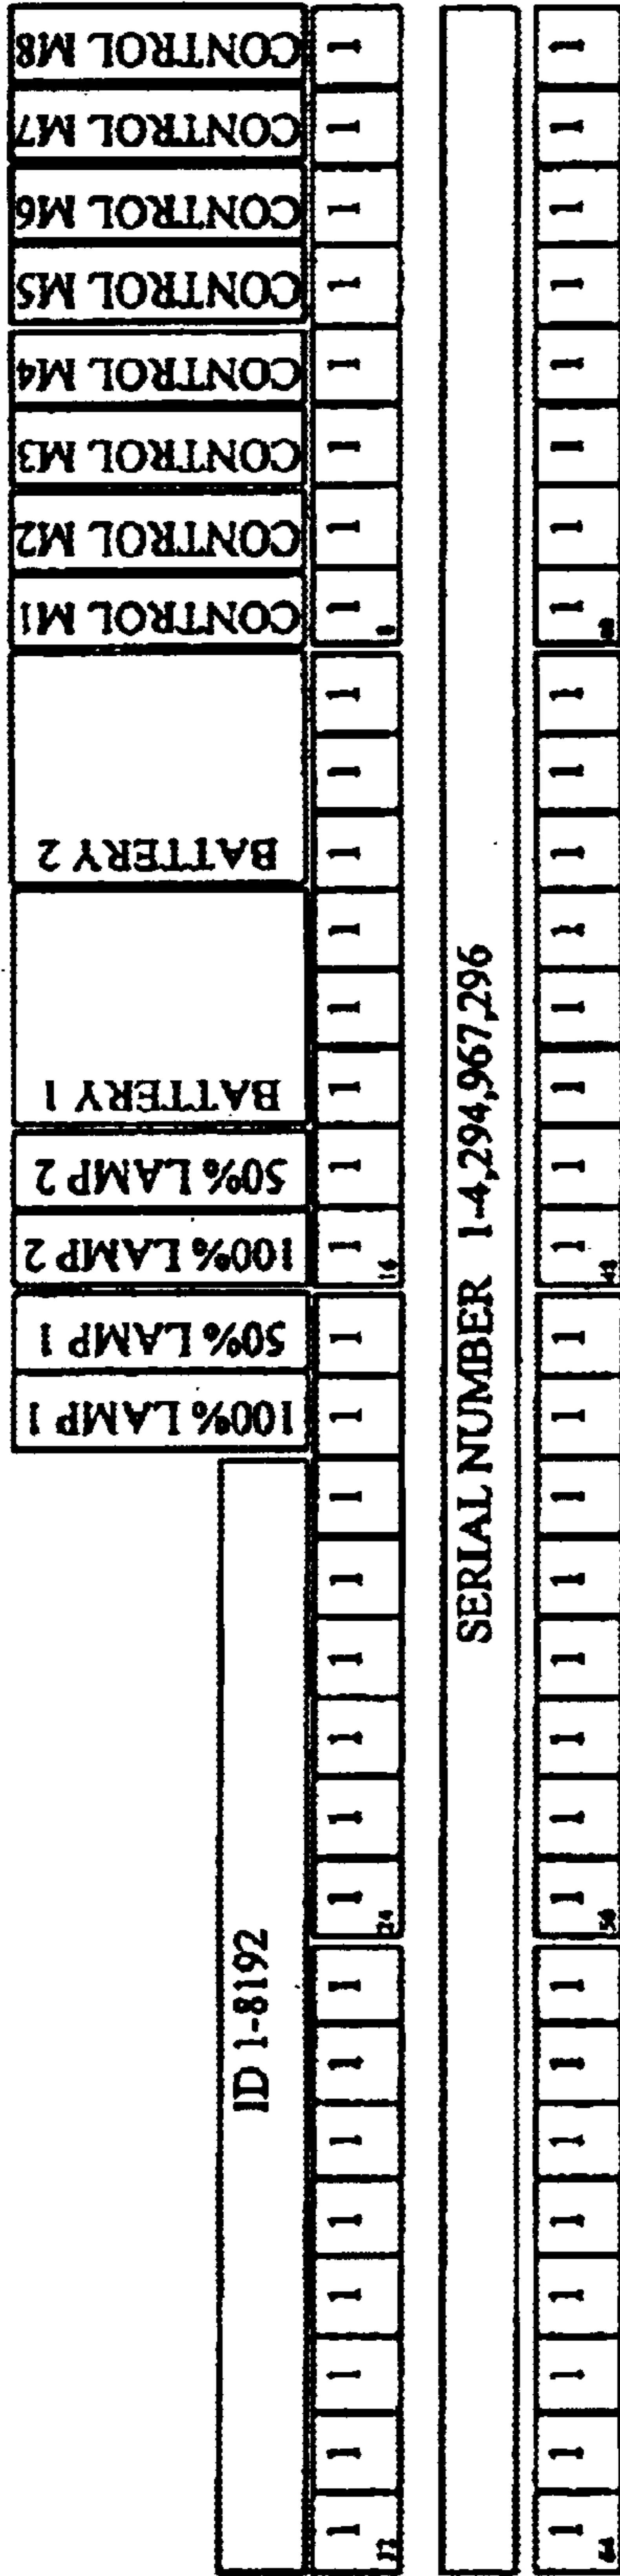 100% LAMP 1
50% LAMP 1
100% LAMP 2
50% LAMP 2
BATTERY 1
BATTERY 2
CONTROL M1
CONTROL M2
CONTROL M3
CONTROL M4
CONTROL M5
CONTROL M6
CONTROL M7
CONTROL M8
ID 1-8192
1 1 1 1 1 1 1 1 1 1 1 1 1 1 1 1 1 1 1 1 1 1 1 1 1 1 1 1 1 1 1 1
24 16
SERIAL NUMBER 1-4,294,967,296
1 1 1 1 1 1 1 1 1 1 1 1 1 1 1 1 1 1 1 1 1 1 1 1 1 1 1 1 1 1 1 1
64